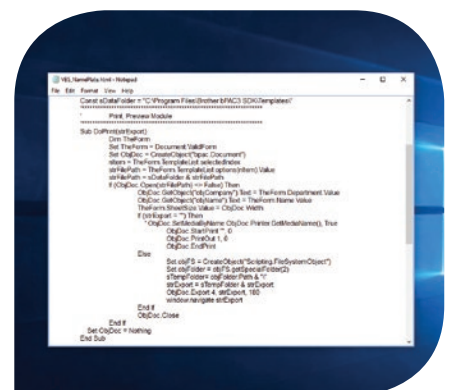 VBS_NamePlate.html - Notepad
File Edit Format View Help
Const sDataFolder = "C:\Program Files\Brother bPAC3 SDK\Templates\"
'*******************************************************************
' Print, Preview Module
'*******************************************************************
Sub DoPrint(strExport)
Dim TheForm
Set TheForm = Document.ValidForm
Set ObjDoc = CreateObject("bpac.Document")
nItem = TheForm.TemplateList.selectedIndex
strFilePath = TheForm.TemplateList.options(nItem).Value
strFilePath = sDataFolder & strFilePath
If (ObjDoc.Open(strFilePath) <> False) Then
ObjDoc.GetObject("objCompany").Text = TheForm.Department.Value
ObjDoc.GetObject("objName").Text = TheForm.Name.Value
TheForm.SheetSize.Value = ObjDoc.Width
If (strExport = "") Then
' ObjDoc.SetMediaByName ObjDoc.Printer.GetMediaName(), True
ObjDoc.StartPrint "", 0
ObjDoc.PrintOut 1, 0
ObjDoc.EndPrint
Else
Set objFS = CreateObject("Scripting.FileSystemObject")
Set objFolder = objFS.getSpecialFolder(2)
sTempFolder = objFolder.Path & "\"
strExport = sTempFolder & strExport
ObjDoc.Export 4, strExport, 180
window.navigate strExport
End If
ObjDoc.Close
End If
Set ObjDoc = Nothing
End Sub